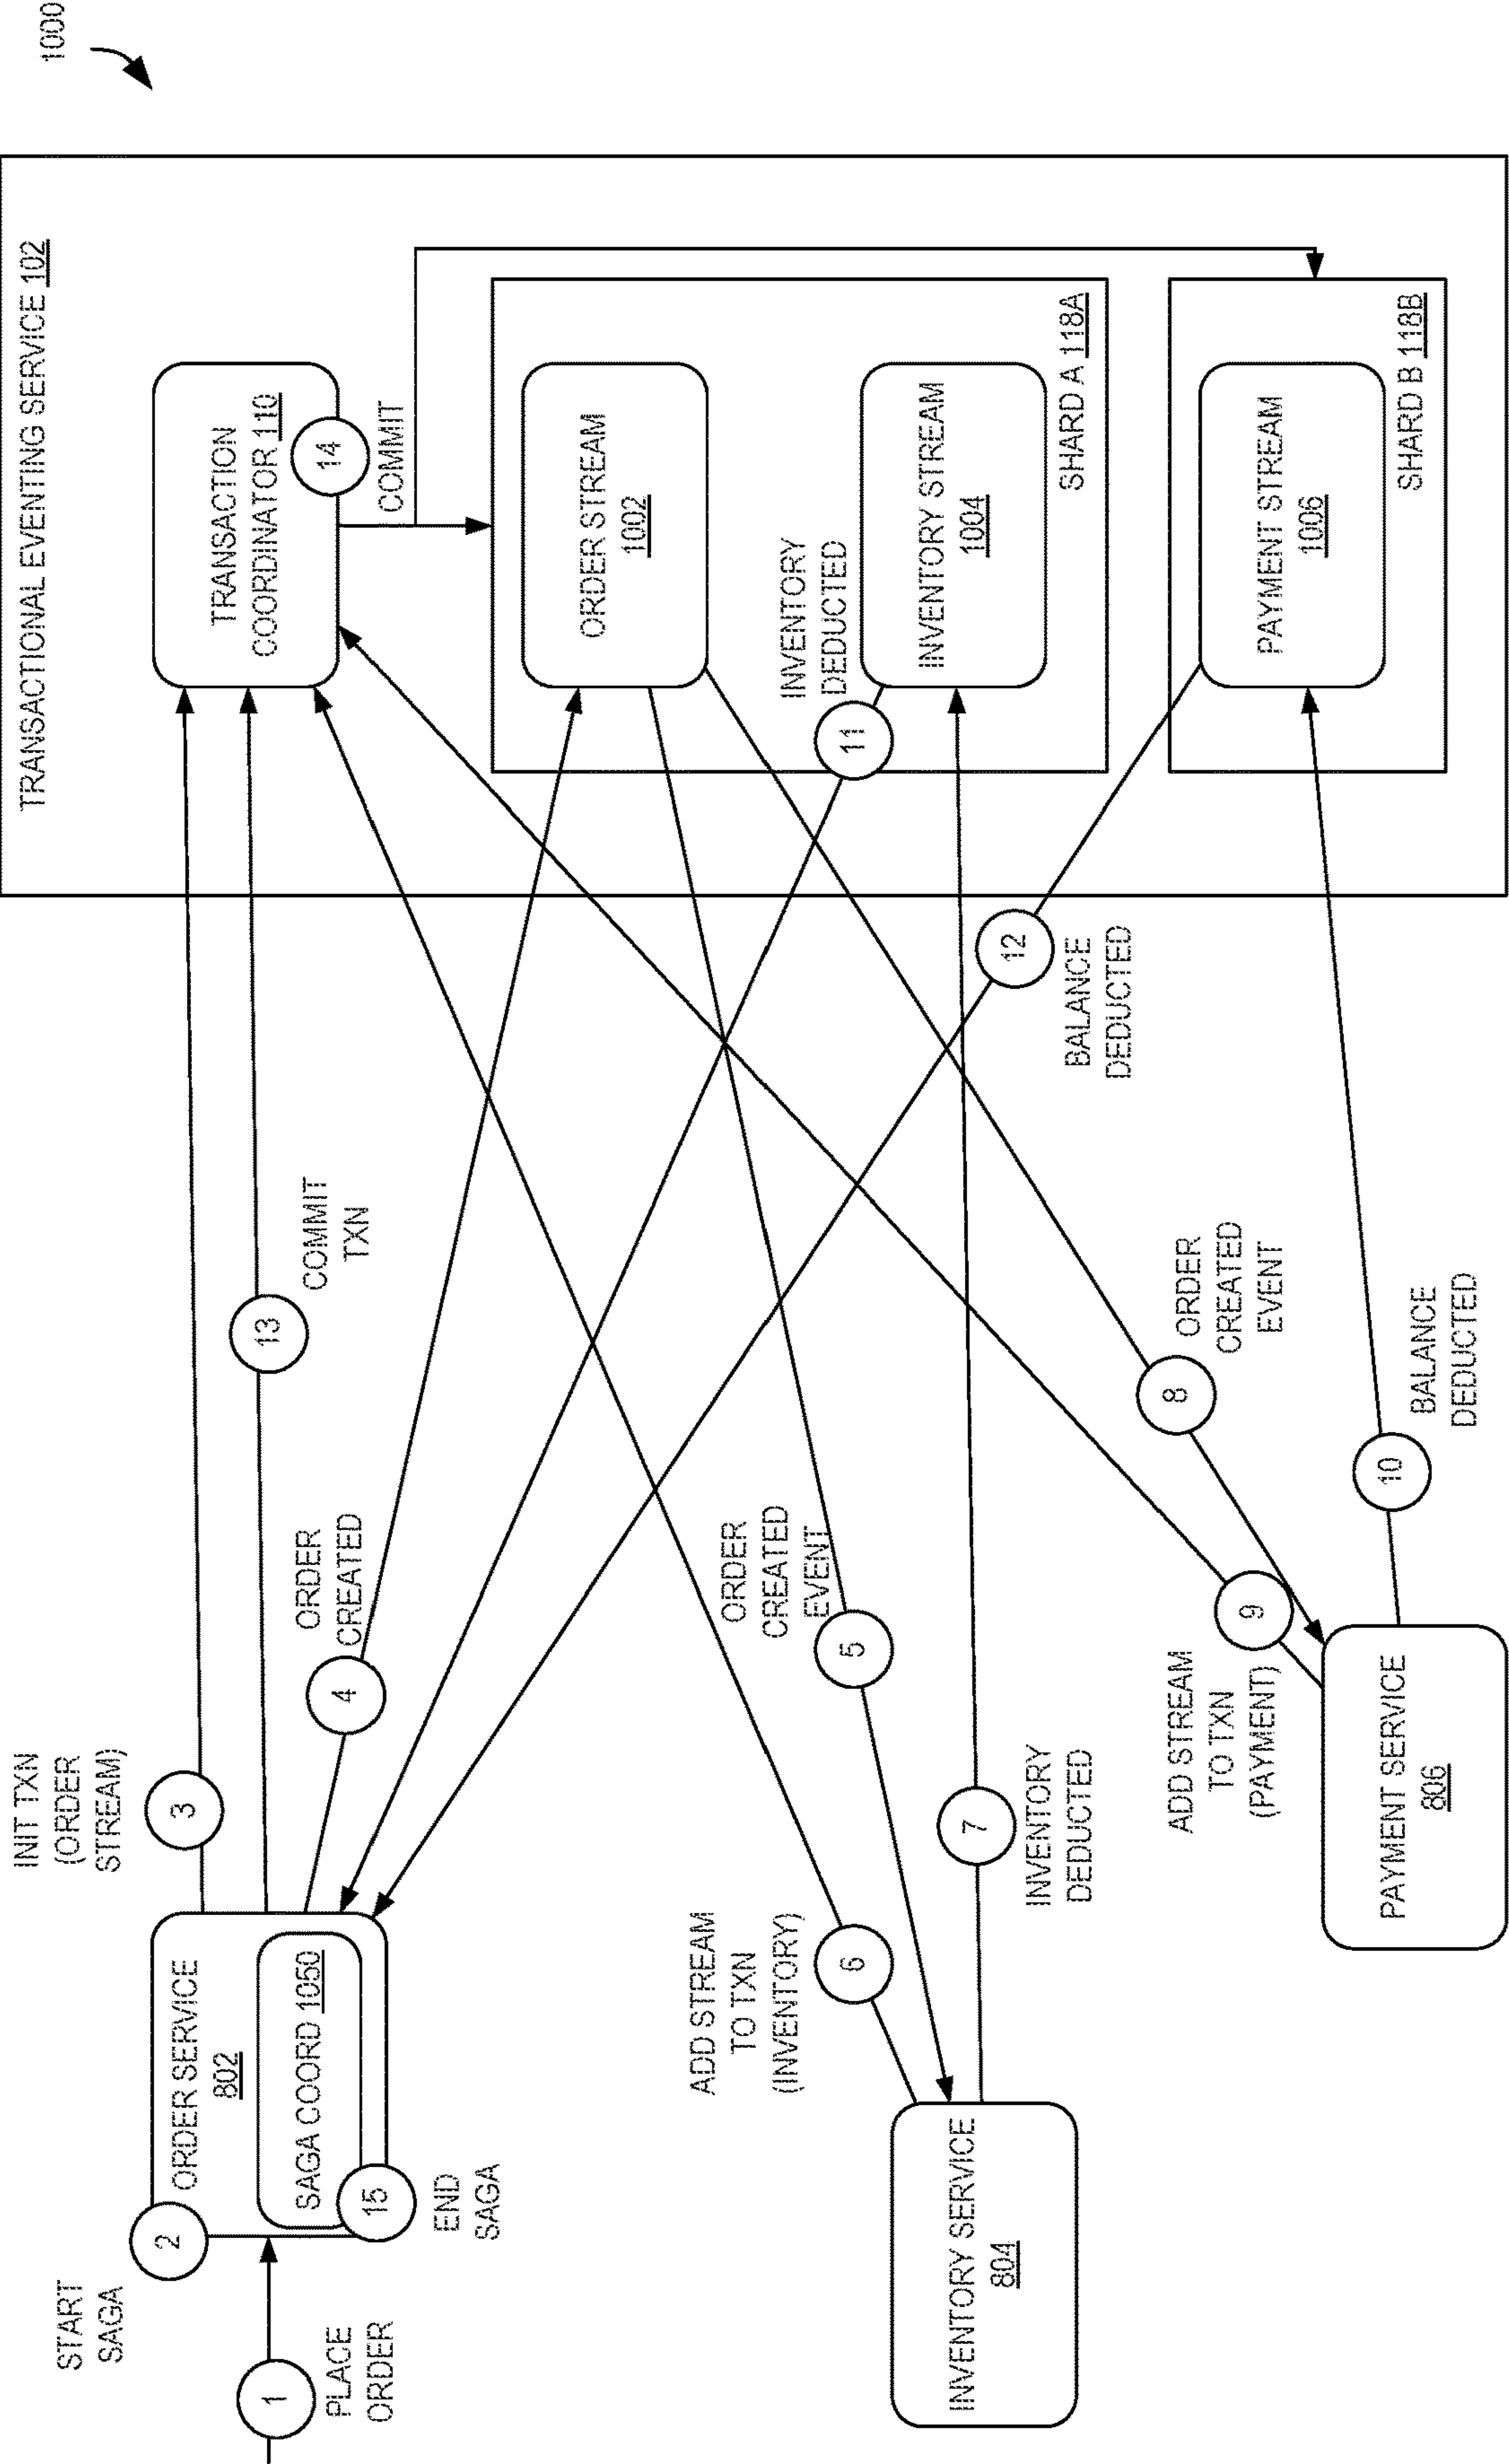 1000
TRANSACTIONAL EVENTING SERVICE 102
INIT TXN
(ORDER
STREAM)
START
SAGA
2
3
ORDER SERVICE
802
SAGA COORD 1050
15
END
SAGA
1
PLACE
ORDER
13
COMMIT
TXN
TRANSACTION
COORDINATOR 110
14
COMMIT
4
ORDER
CREATED
ORDER STREAM
1002
INVENTORY
DEDUCTED
11
INVENTORY STREAM
1004
SHARD A 118A
ADD STREAM
TO TXN
(INVENTORY)
6
ORDER
CREATED
EVENT
5
INVENTORY SERVICE
804
7
INVENTORY
DEDUCTED
12
BALANCE
DEDUCTED
8
ORDER
CREATED
EVENT
ADD STREAM
TO TXN
(PAYMENT)
9
PAYMENT SERVICE
806
10
BALANCE
DEDUCTED
PAYMENT STREAM
1006
SHARD B 118B